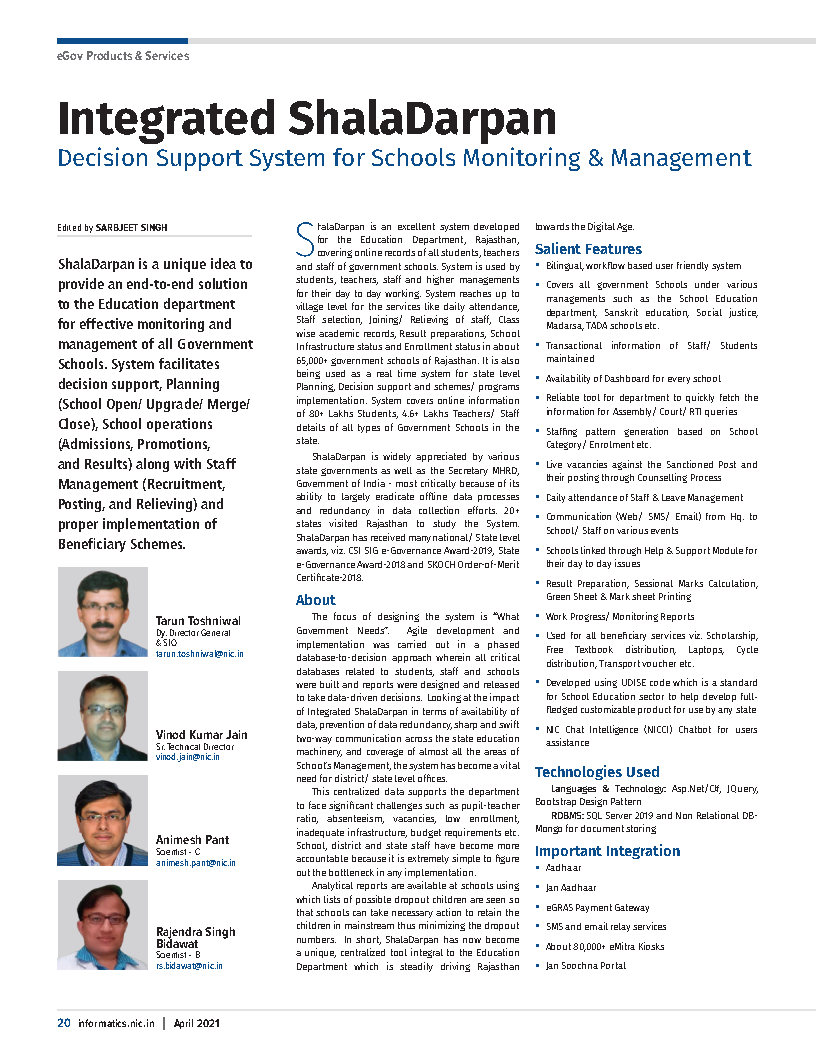 eGov Products & Services
Integrated ShalaDarpan
Decision Support System for Schools Monitoring & Management
Edited by SARBJEET SINGH
ShalaDarpan is a unique idea to
provide an end-to-end solution
to the Education department
for effective monitoring and
management of all Government
Schools. System facilitates
decision support, Planning
(School Open/ Upgrade/ Merge/
Close), School operations
(Admissions, Promotions,
and Results) along with Staff
Management (Recruitment,
Posting, and Relieving) and
proper implementation of
Beneficiary Schemes.
Tarun Toshniwal
Dy. Director General
& SIO
tarun.toshniwal@nic.in
Vinod Kumar Jain
Sr. Technical Director
vinod.jain@nic.in
Animesh Pant
Scientist - C
animesh.pant@nic.in
Rajendra Singh
Bidawat
Scientist - B
rs.bidawat@nic.in
ShalaDarpan is an excellent system developed
for the Education Department, Rajasthan,
covering online records of all students, teachers
and staff of government schools. System is used by
students, teachers, staff and higher managements
for their day to day working. System reaches up to
village level for the services like daily attendance,
Staff selection, Joining/ Relieving of staff, Class
wise academic records, Result preparations, School
Infrastructure status and Enrollment status in about
65,000+ government schools of Rajasthan. It is also
being used as a real time system for state level
Planning, Decision support and schemes/ programs
implementation. System covers online information
of 80+ Lakhs Students, 4.6+ Lakhs Teachers/ Staff
details of all types of Government Schools in the
state.
ShalaDarpan is widely appreciated by various
state governments as well as the Secretary MHRD,
Government of India - most critically because of its
ability to largely eradicate offline data processes
and redundancy in data collection efforts. 20+
states visited Rajasthan to study the System.
ShalaDarpan has received many national/ State level
awards, viz. CSI SIG e-Governance Award-2019, State
e-Governance Award-2018 and SKOCH Order-of-Merit
Certificate-2018.
About
The focus of designing the system is “What
Government Needs”. Agile development and
implementation was carried out in a phased
database-to-decision approach wherein all critical
databases related to students, staff and schools
were built and reports were designed and released
to take data-driven decisions. Looking at the impact
of Integrated ShalaDarpan in terms of availability of
data, prevention of data redundancy, sharp and swift
two-way communication across the state education
machinery, and coverage of almost all the areas of
School's Management, the system has become a vital
need for district/ state level offices.
This centralized data supports the department
to face significant challenges such as pupil-teacher
ratio, absenteeism, vacancies, low enrollment,
inadequate infrastructure, budget requirements etc.
School, district and state staff have become more
accountable because it is extremely simple to figure
out the bottleneck in any implementation.
Analytical reports are available at schools using
which lists of possible dropout children are seen so
that schools can take necessary action to retain the
children in mainstream thus minimizing the dropout
numbers. In short, ShalaDarpan has now become
a unique, centralized tool integral to the Education
Department which is steadily driving Rajasthan
towards the Digital Age.
Salient Features
• Bilingual, workflow based user friendly system
• Covers all government Schools under various
managements such as the School Education
department, Sanskrit education, Social justice,
Madarsa, TADA schools etc.
• Transactional information of Staff/ Students
maintained
• Availability of Dashboard for every school
• Reliable tool for department to quickly fetch the
information for Assembly/ Court/ RTI queries
• Staffing pattern generation based on School
Category/ Enrolment etc.
• Live vacancies against the Sanctioned Post and
their posting through Counselling Process
• Daily attendance of Staff & Leave Management
• Communication (Web/ SMS/ Email) from Hq. to
School/ Staff on various events
• Schools linked through Help & Support Module for
their day to day issues
• Result Preparation, Sessional Marks Calculation,
Green Sheet & Mark sheet Printing
• Work Progress/ Monitoring Reports
• Used for all beneficiary services viz. Scholarship,
Free Textbook distribution, Laptops, Cycle
distribution, Transport voucher etc.
• Developed using UDISE code which is a standard
for School Education sector to help develop full-
fledged customizable product for use by any state
• NIC Chat Intelligence (NICCI) Chatbot for users
assistance
Technologies Used
Languages & Technology: Asp.Net/C#, JQuery,
Bootstrap Design Pattern
RDBMS: SQL Server 2019 and Non Relational DB-
Mongo for document storing
Important Integration
• Aadhaar
• Jan Aadhaar
• eGRAS Payment Gateway
• SMS and email relay services
• About 80,000+ eMitra Kiosks
• Jan Soochna Portal
20 informatics.nic.in | April 2021